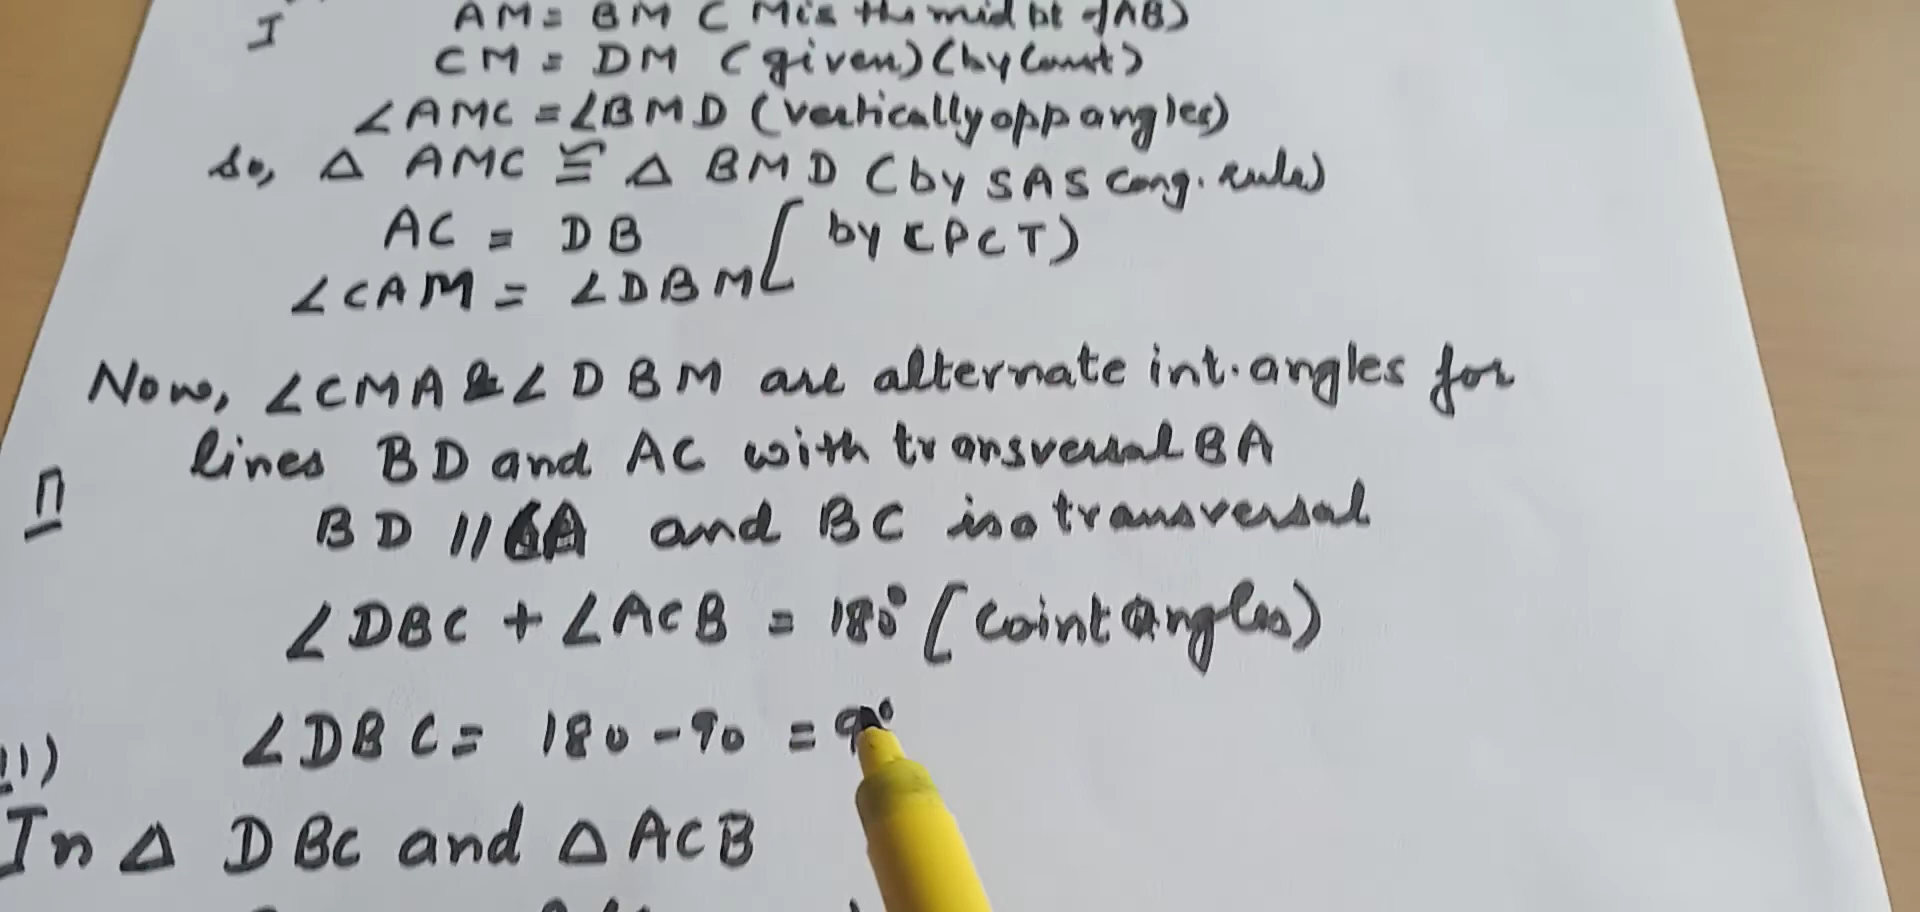 I AM = BM ( M is the mid pt of AB)
CM = DM (given) (by Const)
∠AMC = ∠BMD (vertically opp angles)
So, △ AMC ≅ △ BMD (by SAS cong. rule)
AC = DB [ by CPCT)
∠CAM = ∠DBM
Now, ∠CMA & ∠DBM are alternate int. angles for
lines BD and AC with transversal BA
II BD // CA and BC is a transversal
∠DBC + ∠ACB = 180° [ Coint angles)
∠DBC = 180 - 90 = 90°
In △ DBC and △ ACB